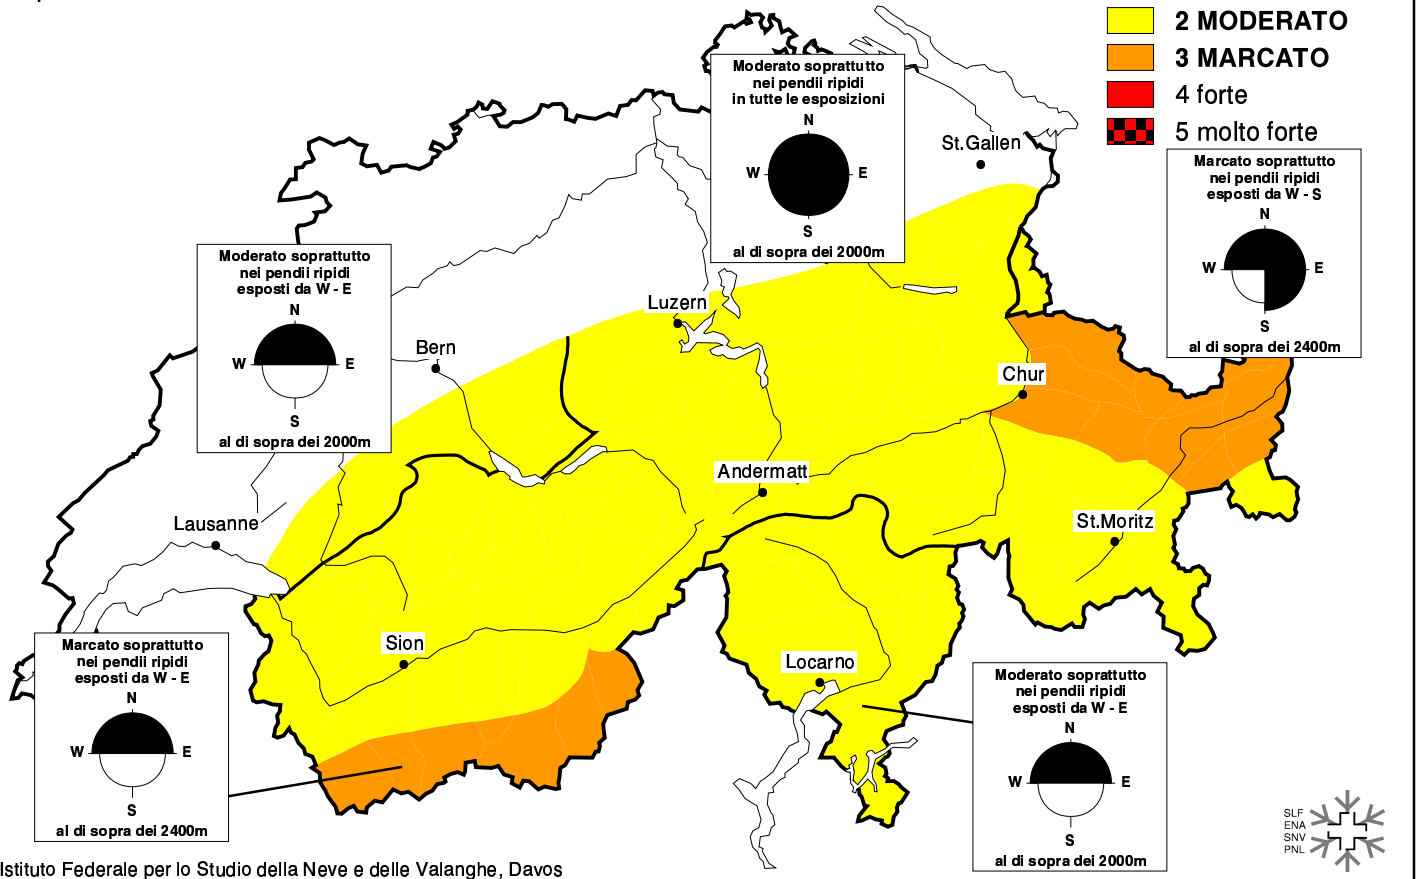 2 MODERATO
3 MARCATO
4 forte
5 molto forte
Moderato soprattutto
nei pendii ripidi
in tutte le esposizioni
N
W E
S
al di sopra dei 2000m
St.Gallen
Marcato soprattutto
nei pendii ripidi
esposti da W - S
N
W E
S
al di sopra dei 2400m
Moderato soprattutto
nei pendii ripidi
esposti da W - E
N
W E
S
al di sopra dei 2000m
Luzern
Bern
Chur
Andermatt
Lausanne
St.Moritz
Sion
Locarno
Marcato soprattutto
nei pendii ripidi
esposti da W - E
N
W E
S
al di sopra dei 2400m
Moderato soprattutto
nei pendii ripidi
esposti da W - E
N
W E
S
al di sopra dei 2000m
SLF
ENA
SNV
PNL
Istituto Federale per lo Studio della Neve e delle Valanghe, Davos